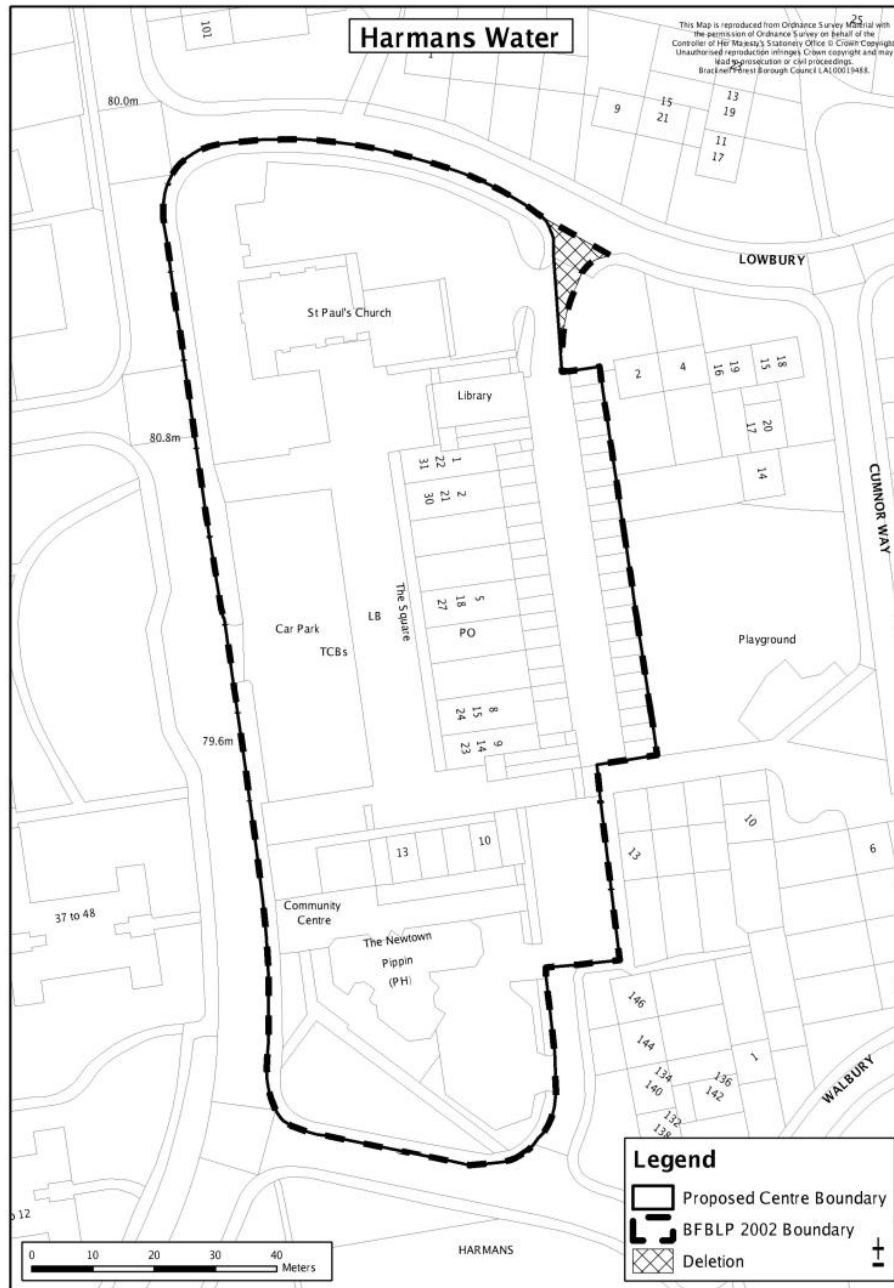 Harmans Water
This Map is reproduced from Ordnance Survey Material with
the permission of Ordnance Survey on behalf of the
Controller of Her Majesty's Stationery Office © Crown Copyright
Unauthorised reproduction infringes Crown copyright and may
lead to prosecution or civil proceedings.
Bracknell Forest Borough Council LA100019488.
101
1
25
23
80.0m
9
15
21
13
19
11
17
LOWBURY
St Paul's Church
Library
2
4
16
19
15
18
17
20
14
80.8m
31
22
1
30
21
2
CUMNOR WAY
The Square
27
18
5
LB
PO
Car Park
TCBs
Playground
24
15
8
23
14
9
79.6m
13
10
13
10
6
Community
Centre
37 to 48
The Newtown
Pippin
(PH)
146
144
134
140
136
142
132
138
1
WALBURY
to 12
HARMANS
Legend
Proposed Centre Boundary
BFBLP 2002 Boundary
Deletion
0 10 20 30 40
Meters